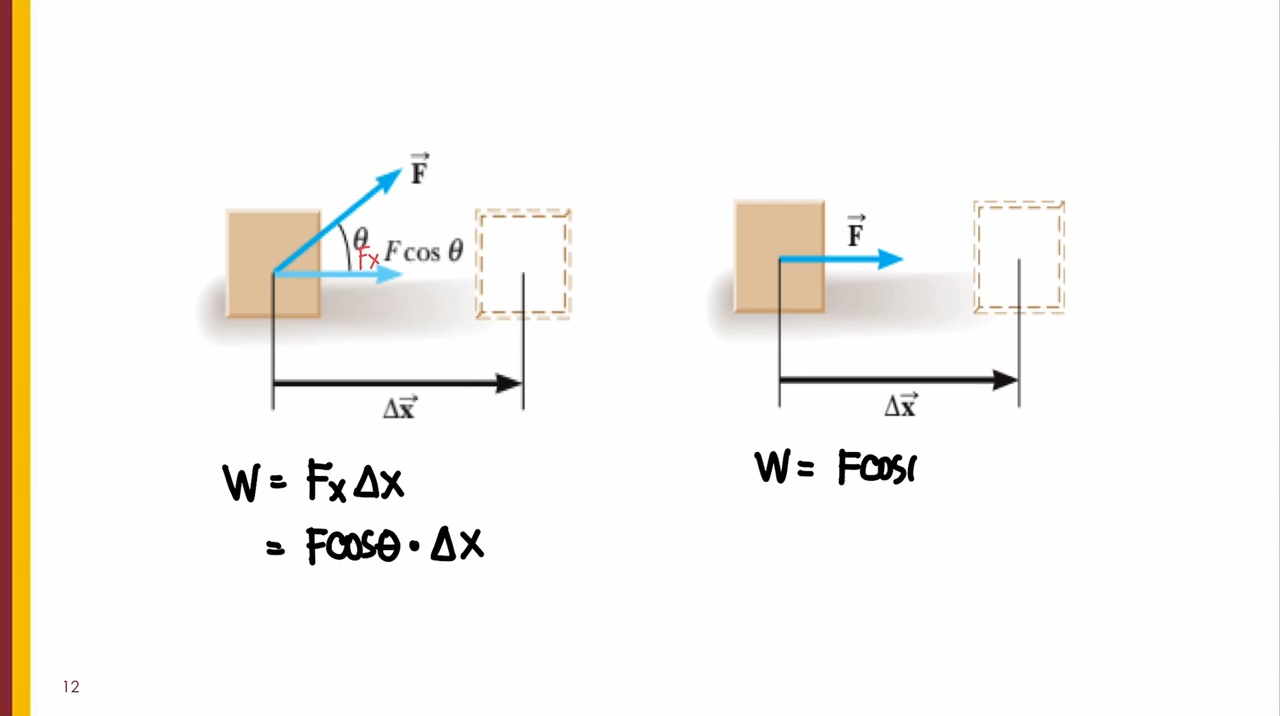 F⃗
θ
Fx
F cos θ
Δx⃗
W = Fx Δx
= Fcosθ · Δx
F⃗
Δx⃗
W = Fcos(
12